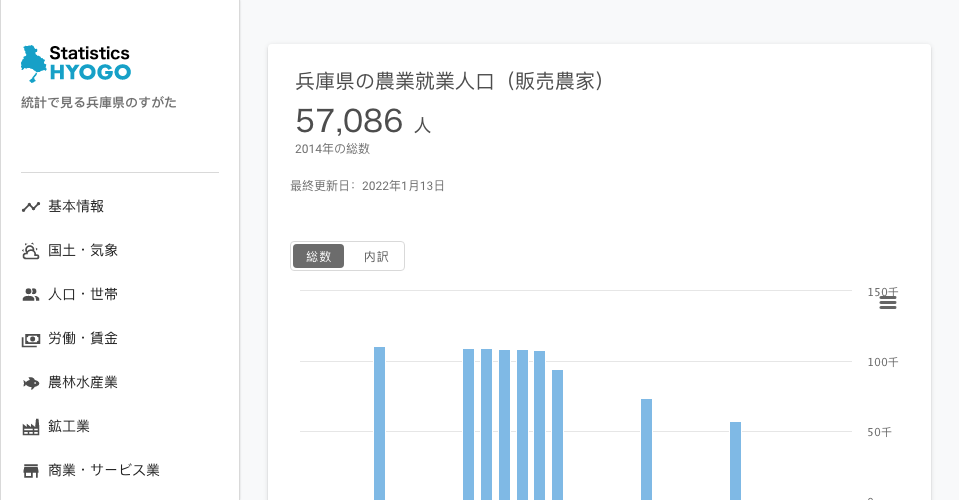 Statistics
HYOGO
統計で見る兵庫県のすがた
基本情報
国土・気象
人口・世帯
労働・賃金
農林水産業
鉱工業
商業・サービス業
兵庫県の農業就業人口（販売農家）
57,086 人
2014年の総数
最終更新日：2022年1月13日
総数 内訳
150千
100千
50千